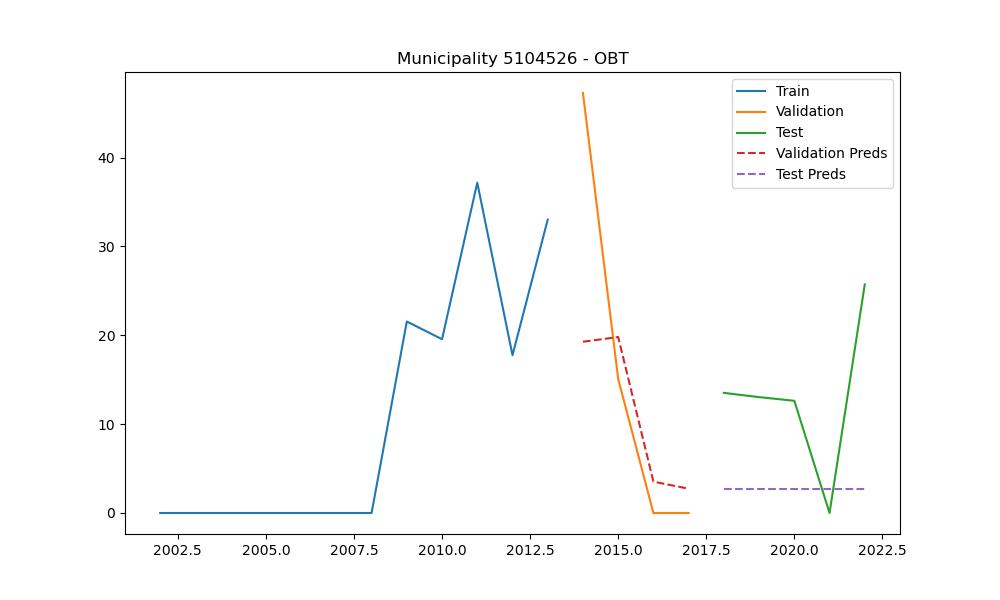 Municipality 5104526 - OBT
Train
Validation
Test
Validation Preds
Test Preds
40
30
20
10
0
2002.5 2005.0 2007.5 2010.0 2012.5 2015.0 2017.5 2020.0 2022.5